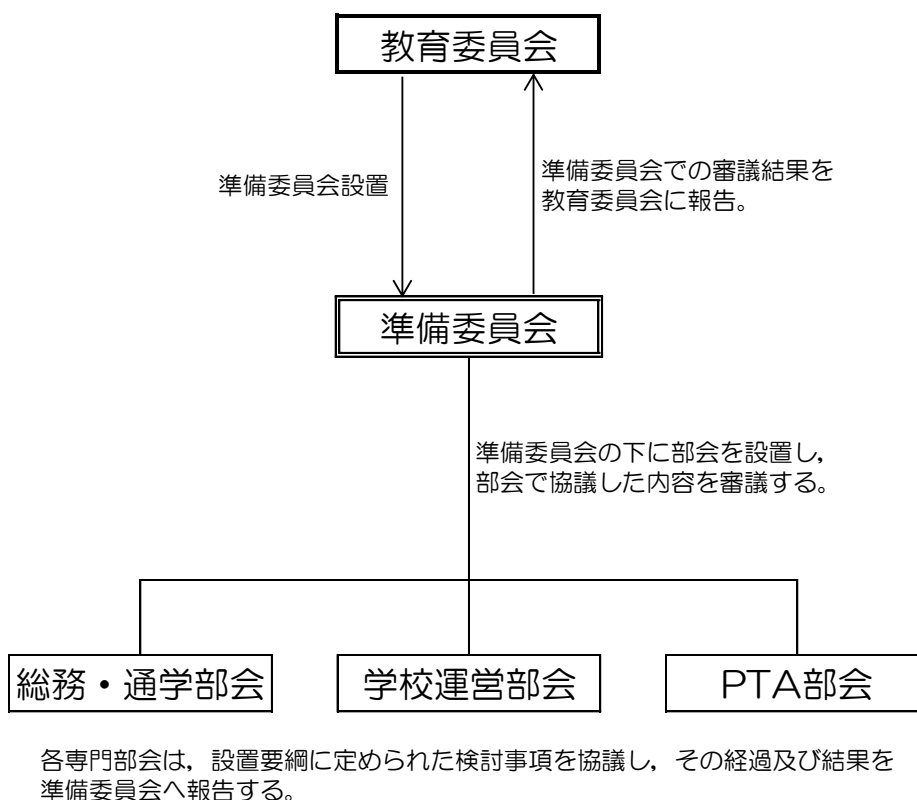 教育委員会
準備委員会設置
準備委員会での審議結果を
教育委員会に報告。
準備委員会
準備委員会の下に部会を設置し，
部会で協議した内容を審議する。
総務・通学部会
学校運営部会
PTA部会
各専門部会は，設置要綱に定められた検討事項を協議し，その経過及び結果を
準備委員会へ報告する。